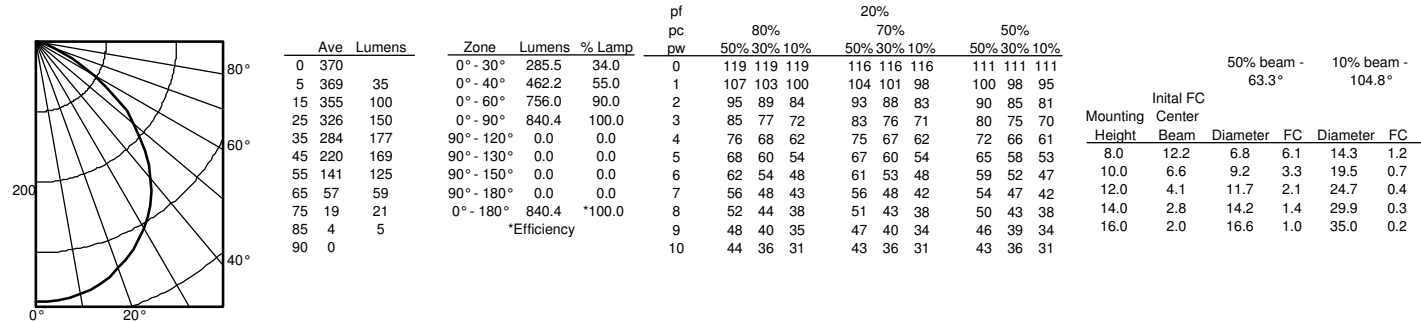 80°
60°
200
40°
0° 20°
Ave Lumens
0 370
5 369 35
15 355 100
25 326 150
35 284 177
45 220 169
55 141 125
65 57 59
75 19 21
85 4 5
90 0
Zone Lumens % Lamp
0° - 30° 285.5 34.0
0° - 40° 462.2 55.0
0° - 60° 756.0 90.0
0° - 90° 840.4 100.0
90° - 120° 0.0 0.0
90° - 130° 0.0 0.0
90° - 150° 0.0 0.0
90° - 180° 0.0 0.0
0° - 180° 840.4 *100.0
*Efficiency
pf 20%
pc 80% 70% 50%
pw 50% 30% 10% 50% 30% 10% 50% 30% 10%
0 119 119 119 116 116 116 111 111 111
1 107 103 100 104 101 98 100 98 95
2 95 89 84 93 88 83 90 85 81
3 85 77 72 83 76 71 80 75 70
4 76 68 62 75 67 62 72 66 61
5 68 60 54 67 60 54 65 58 53
6 62 54 48 61 53 48 59 52 47
7 56 48 43 56 48 42 54 47 42
8 52 44 38 51 43 38 50 43 38
9 48 40 35 47 40 34 46 39 34
10 44 36 31 43 36 31 43 36 31
50% beam - 10% beam -
63.3° 104.8°
Inital FC
Mounting Center
Height Beam Diameter FC Diameter FC
8.0 12.2 6.8 6.1 14.3 1.2
10.0 6.6 9.2 3.3 19.5 0.7
12.0 4.1 11.7 2.1 24.7 0.4
14.0 2.8 14.2 1.4 29.9 0.3
16.0 2.0 16.6 1.0 35.0 0.2